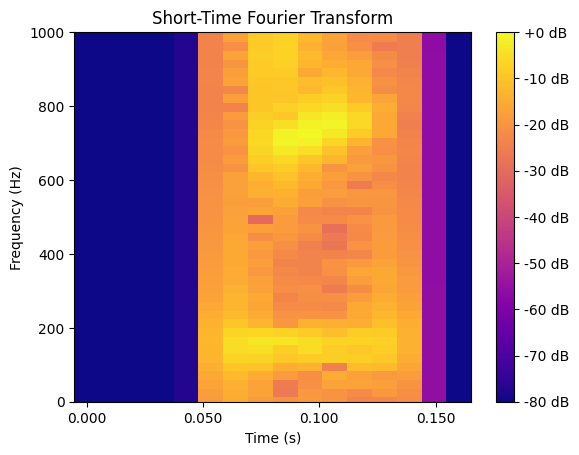 Short-Time Fourier Transform
1000
800
600
400
200
0
Frequency (Hz)
0.000
0.050
0.100
0.150
Time (s)
+0 dB
-10 dB
-20 dB
-30 dB
-40 dB
-50 dB
-60 dB
-70 dB
-80 dB